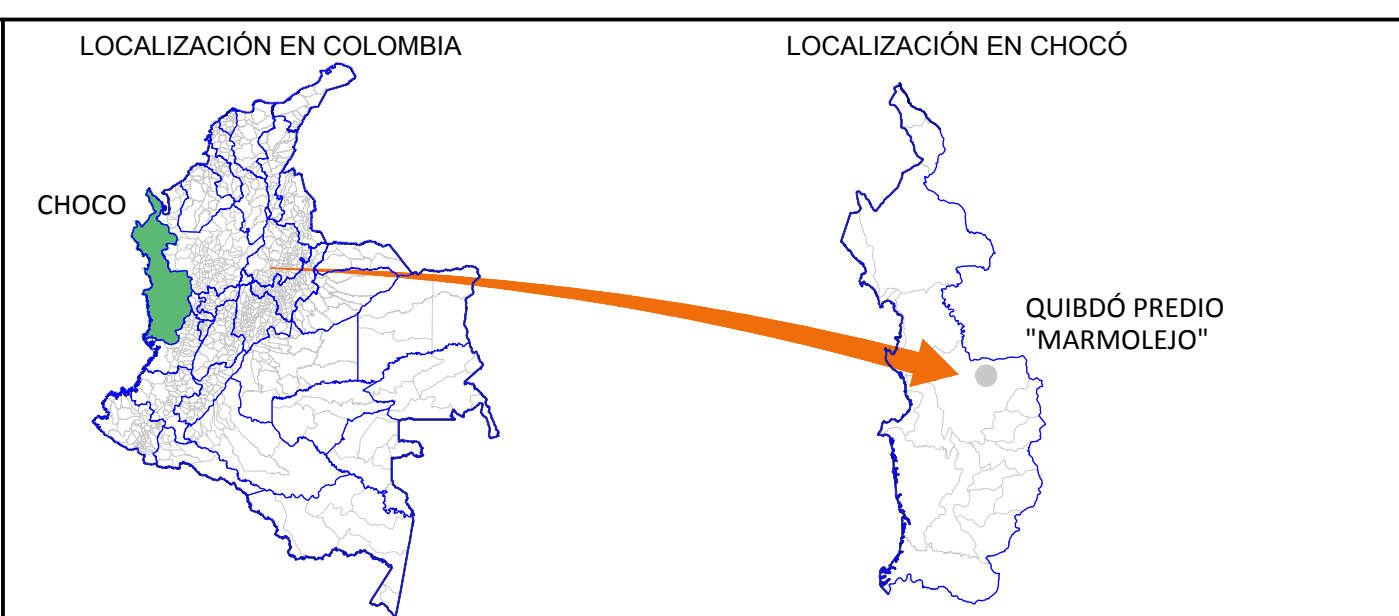 LOCALIZACIÓN EN COLOMBIA
LOCALIZACIÓN EN CHOCÓ
CHOCO
QUIBDÓ PREDIO
"MARMOLEJO"